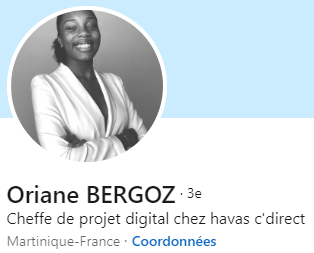 Oriane BERGOZ · 3e
Cheffe de projet digital chez havas c'direct
Martinique-France · Coordonnées